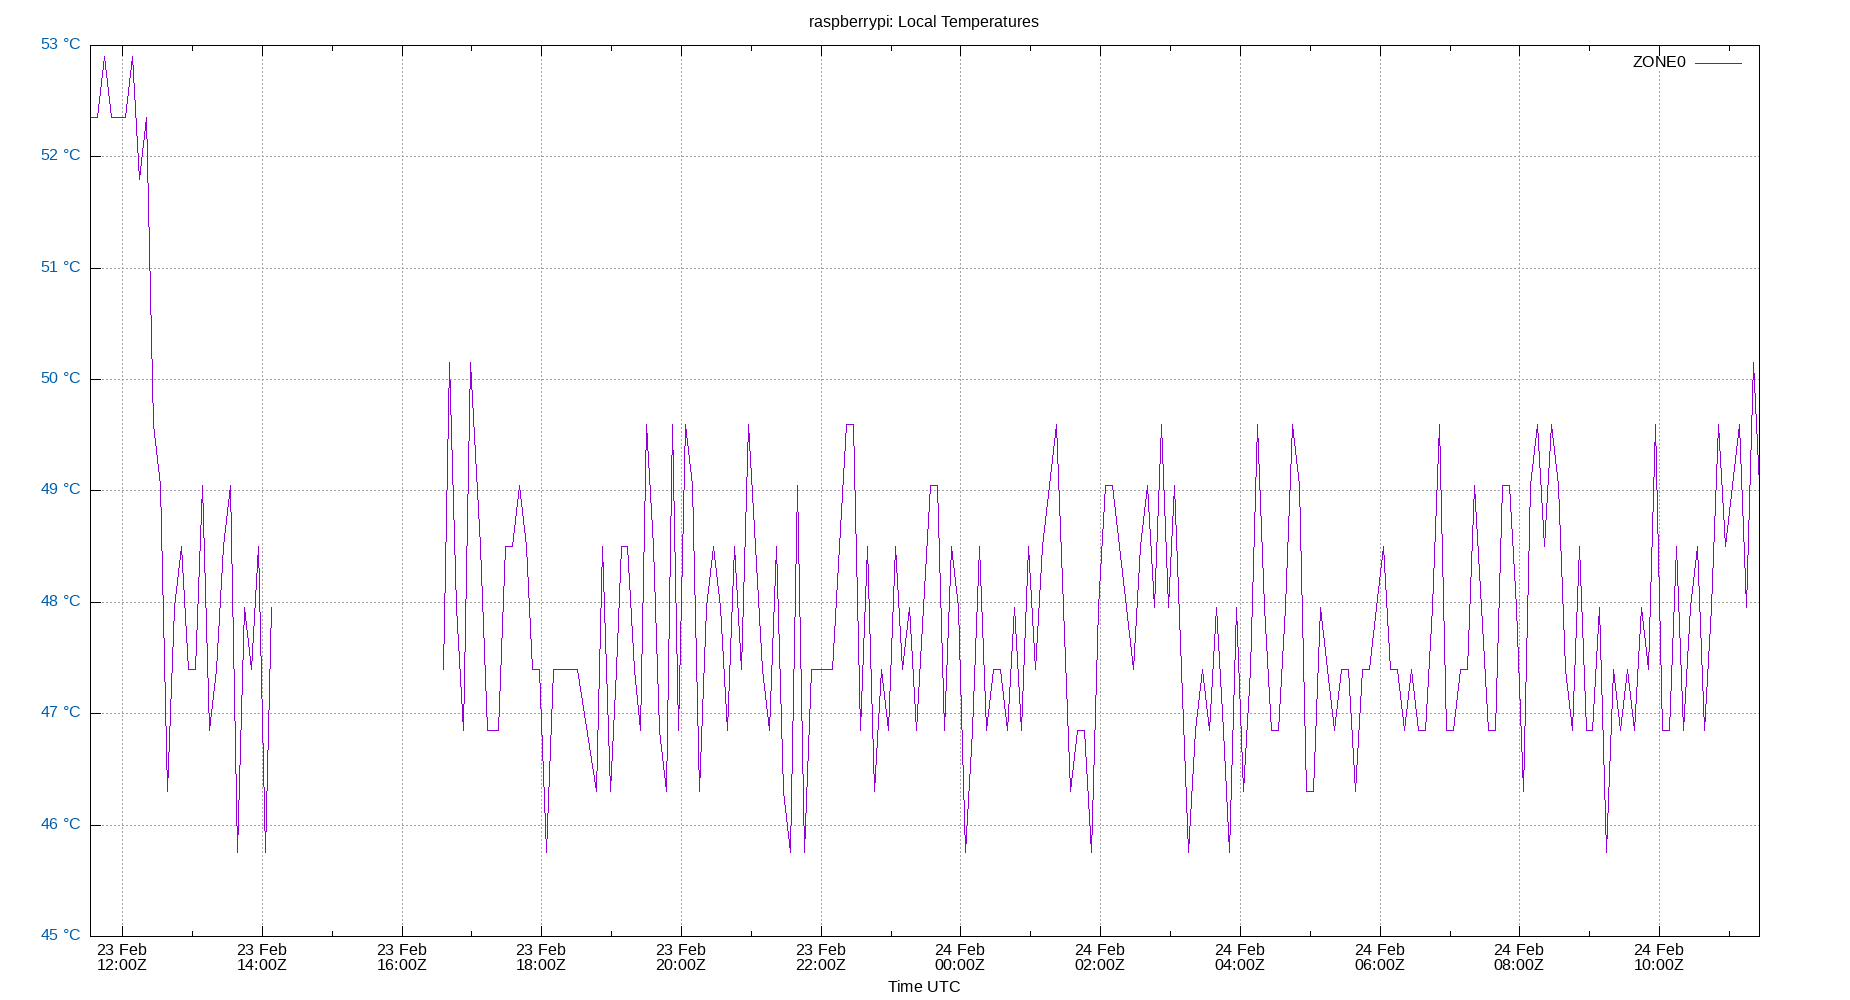 raspberrypi: Local Temperatures
53 °C
ZONE0
52 °C
51 °C
50 °C
49 °C
48 °C
47 °C
46 °C
45 °C
23 Feb 23 Feb 23 Feb 23 Feb 23 Feb 23 Feb 24 Feb 24 Feb 24 Feb 24 Feb 24 Feb 24 Feb
12:00Z 14:00Z 16:00Z 18:00Z 20:00Z 22:00Z 00:00Z 02:00Z 04:00Z 06:00Z 08:00Z 10:00Z
Time UTC